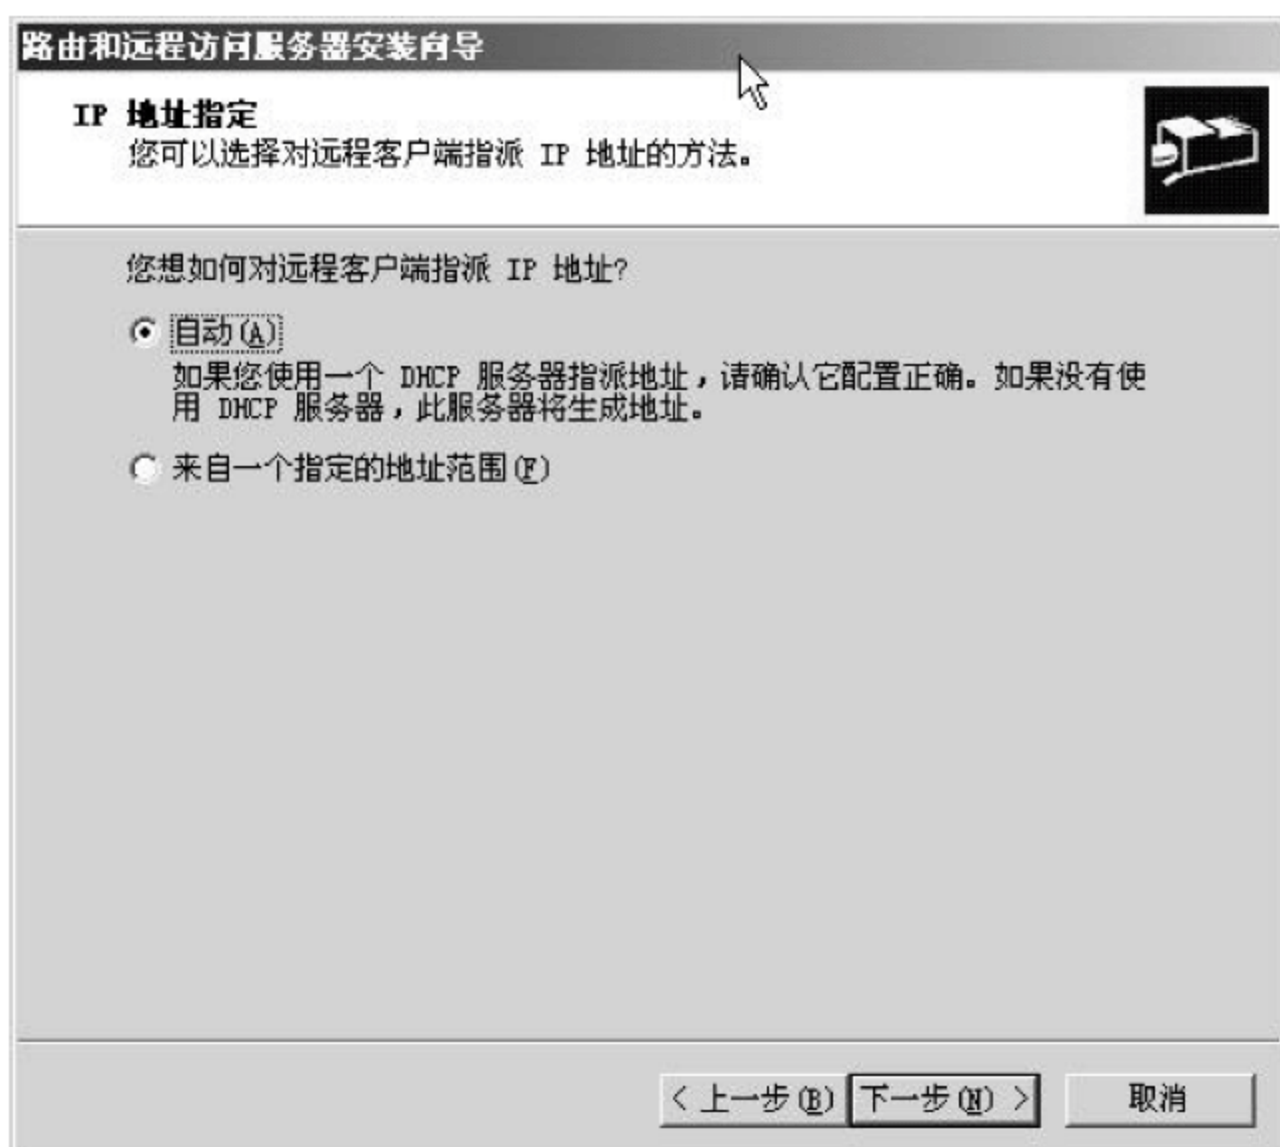 路由和远程访问服务器安装向导
IP 地址指定
您可以选择对远程客户端指派 IP 地址的方法。
您想如何对远程客户端指派 IP 地址?
自动(A)
如果您使用一个 DHCP 服务器指派地址，请确认它配置正确。如果没有使
用 DHCP 服务器，此服务器将生成地址。
来自一个指定的地址范围(F)
< 上一步(B) 下一步(N) > 取消